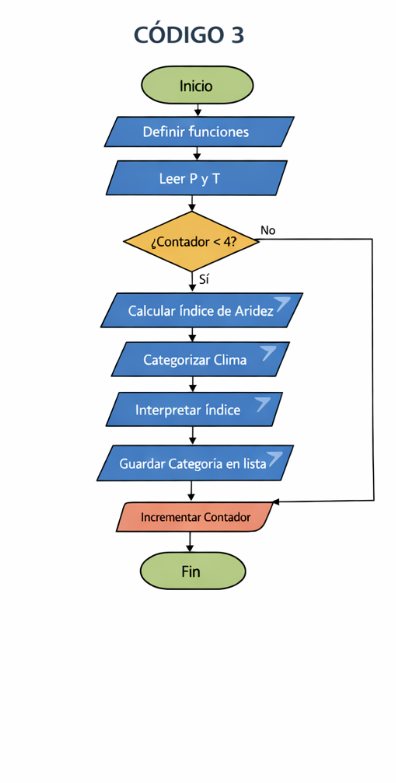 CÓDIGO 3
Inicio
Definir funciones
Leer P y T
¿Contador < 4?
No
Sí
Calcular índice de Aridez
Categorizar Clima
Interpretar índice
Guardar Categoria en lista
Incrementar Contador
Fin